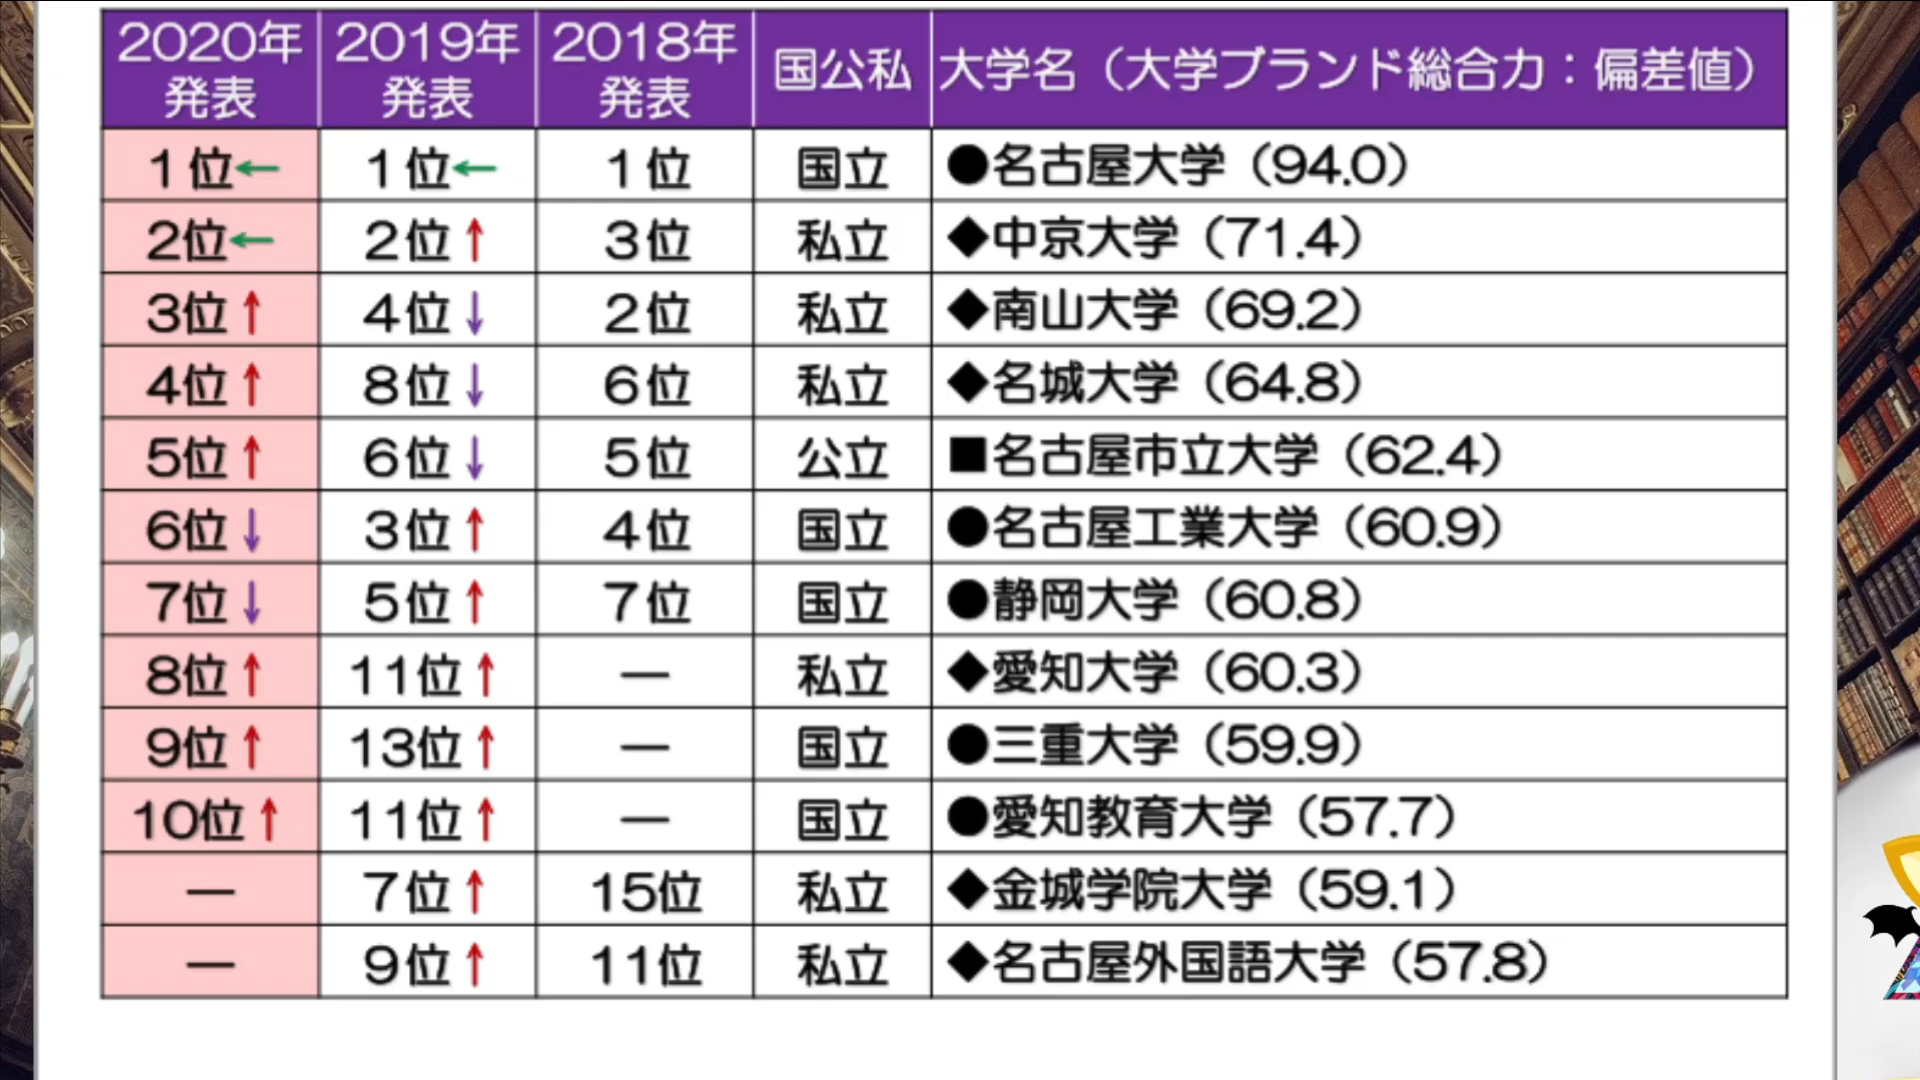 2020年発表 2019年発表 2018年発表 国公私 大学名（大学ブランド総合力：偏差値）
1位← 1位← 1位 国立 ●名古屋大学（94.0）
2位← 2位↑ 3位 私立 ◆中京大学（71.4）
3位↑ 4位↓ 2位 私立 ◆南山大学（69.2）
4位↑ 8位↓ 6位 私立 ◆名城大学（64.8）
5位↑ 6位↓ 5位 公立 ■名古屋市立大学（62.4）
6位↓ 3位↑ 4位 国立 ●名古屋工業大学（60.9）
7位↓ 5位↑ 7位 国立 ●静岡大学（60.8）
8位↑ 11位↑ — 私立 ◆愛知大学（60.3）
9位↑ 13位↑ — 国立 ●三重大学（59.9）
10位↑ 11位↑ — 国立 ●愛知教育大学（57.7）
— 7位↑ 15位 私立 ◆金城学院大学（59.1）
— 9位↑ 11位 私立 ◆名古屋外国語大学（57.8）